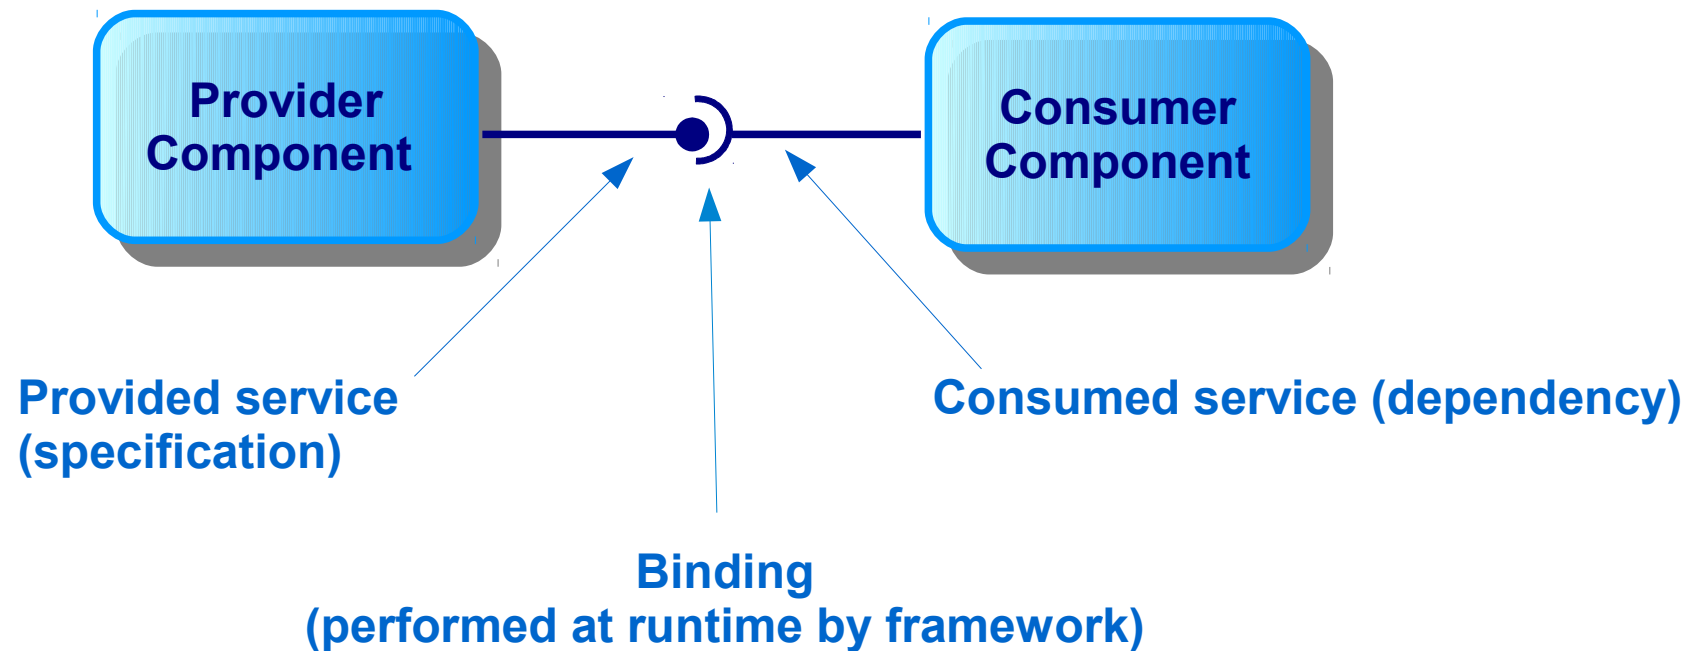 Provider
Component
Consumer
Component
Provided service
(specification)
Consumed service (dependency)
Binding
(performed at runtime by framework)